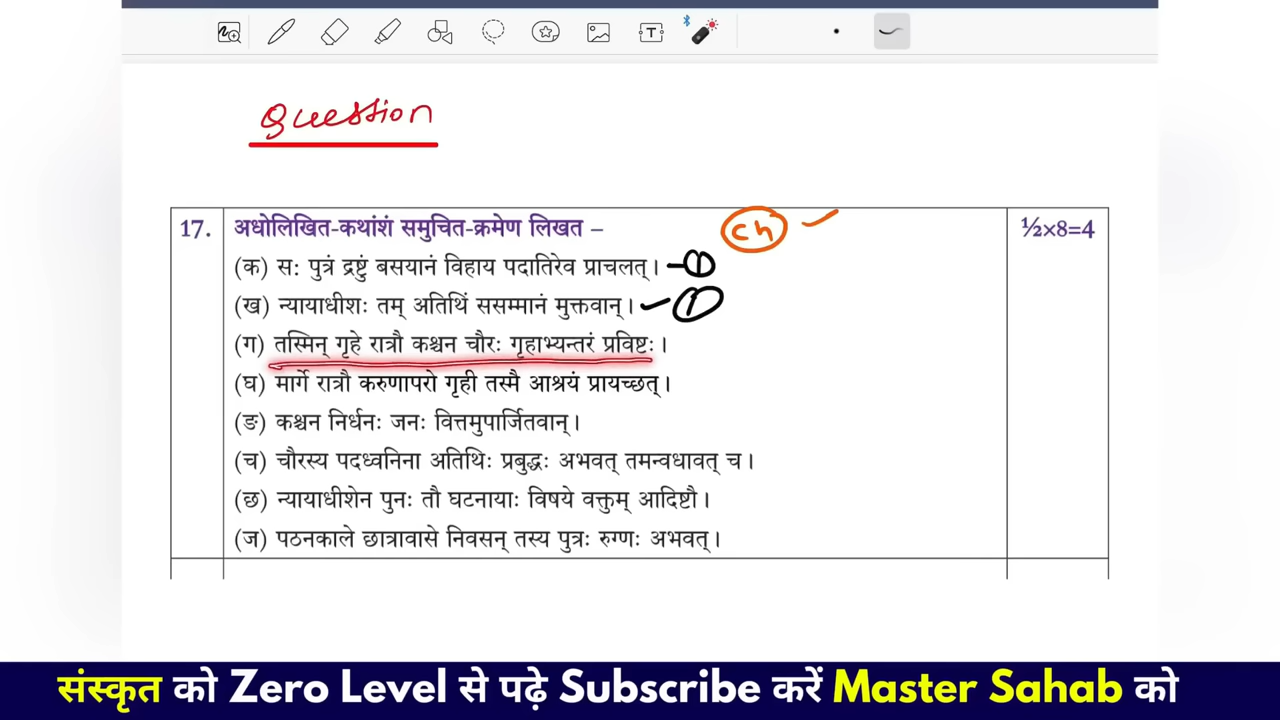 Question
17. अधोलिखित-कथांशं समुचित-क्रमेण लिखत – ch ½×8=4
(क) स: पुत्रं द्रष्टुं बसयानं विहाय पदातिरेव प्राचलत्। – 1
(ख) न्यायाधीशः तम् अतिथिं ससम्मानं मुक्तवान्। 1
(ग) तस्मिन् गृहे रात्रौ कश्चन चौरः गृहाभ्यन्तरं प्रविष्टः।
(घ) मार्गे रात्रौ करुणापरो गृही तस्मै आश्रयं प्रायच्छत्।
(ङ) कश्चन निर्धनः जनः वित्तमुपार्जितवान्।
(च) चौरस्य पदध्वनिना अतिथिः प्रबुद्धः अभवत् तमन्वधावत् च।
(छ) न्यायाधीशेन पुनः तौ घटनायाः विषये वक्तुम् आदिष्टौ।
(ज) पठनकाले छात्रावासे निवसन् तस्य पुत्रः रुग्णः अभवत्।
संस्कृत को Zero Level से पढ़े Subscribe करें Master Sahab को